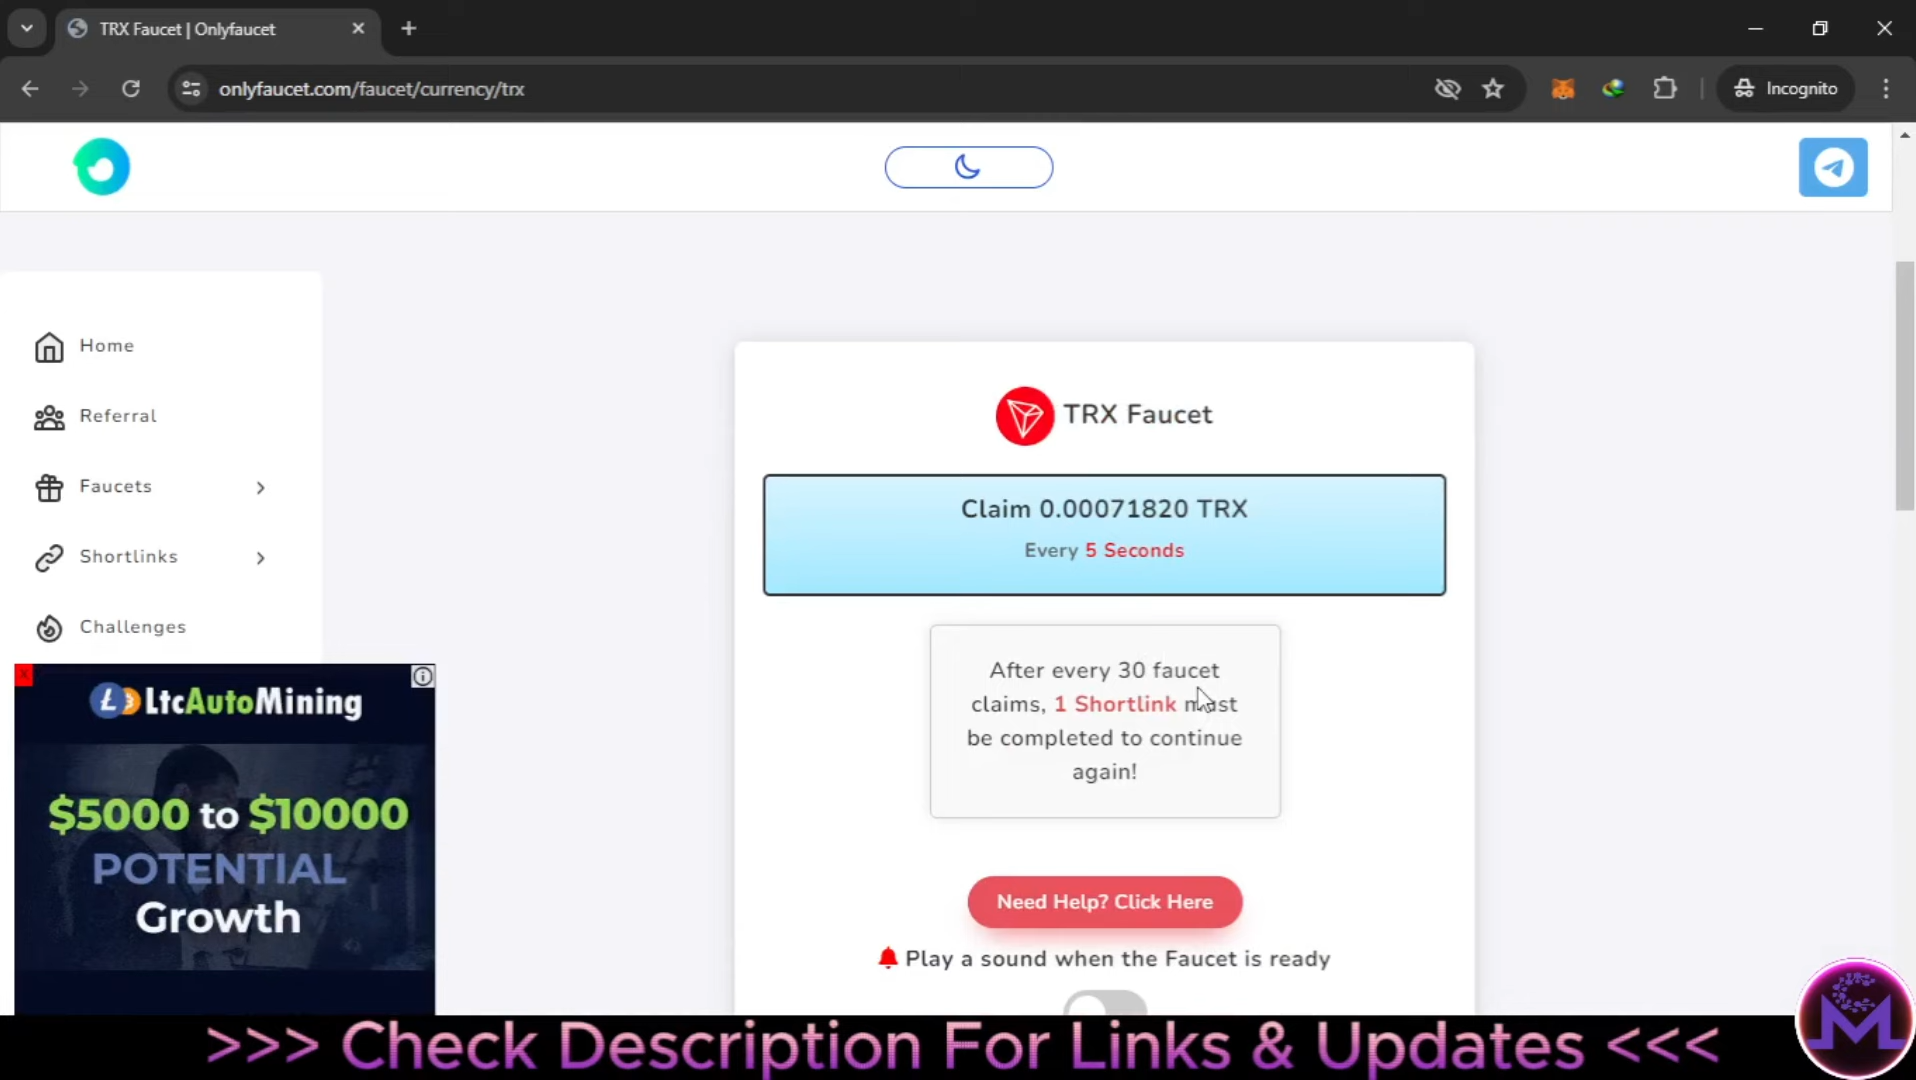 TRX Faucet | Onlyfaucet
onlyfaucet.com/faucet/currency/trx
Incognito
Home
Referral
Faucets
Shortlinks
Challenges
TRX Faucet
Claim 0.00071820 TRX
Every 5 Seconds
After every 30 faucet
claims, 1 Shortlink must
be completed to continue
again!
Need Help? Click Here
Play a sound when the Faucet is ready
LtcAutoMining
$5000 to $10000
POTENTIAL
Growth
>>> Check Description For Links & Updates <<<